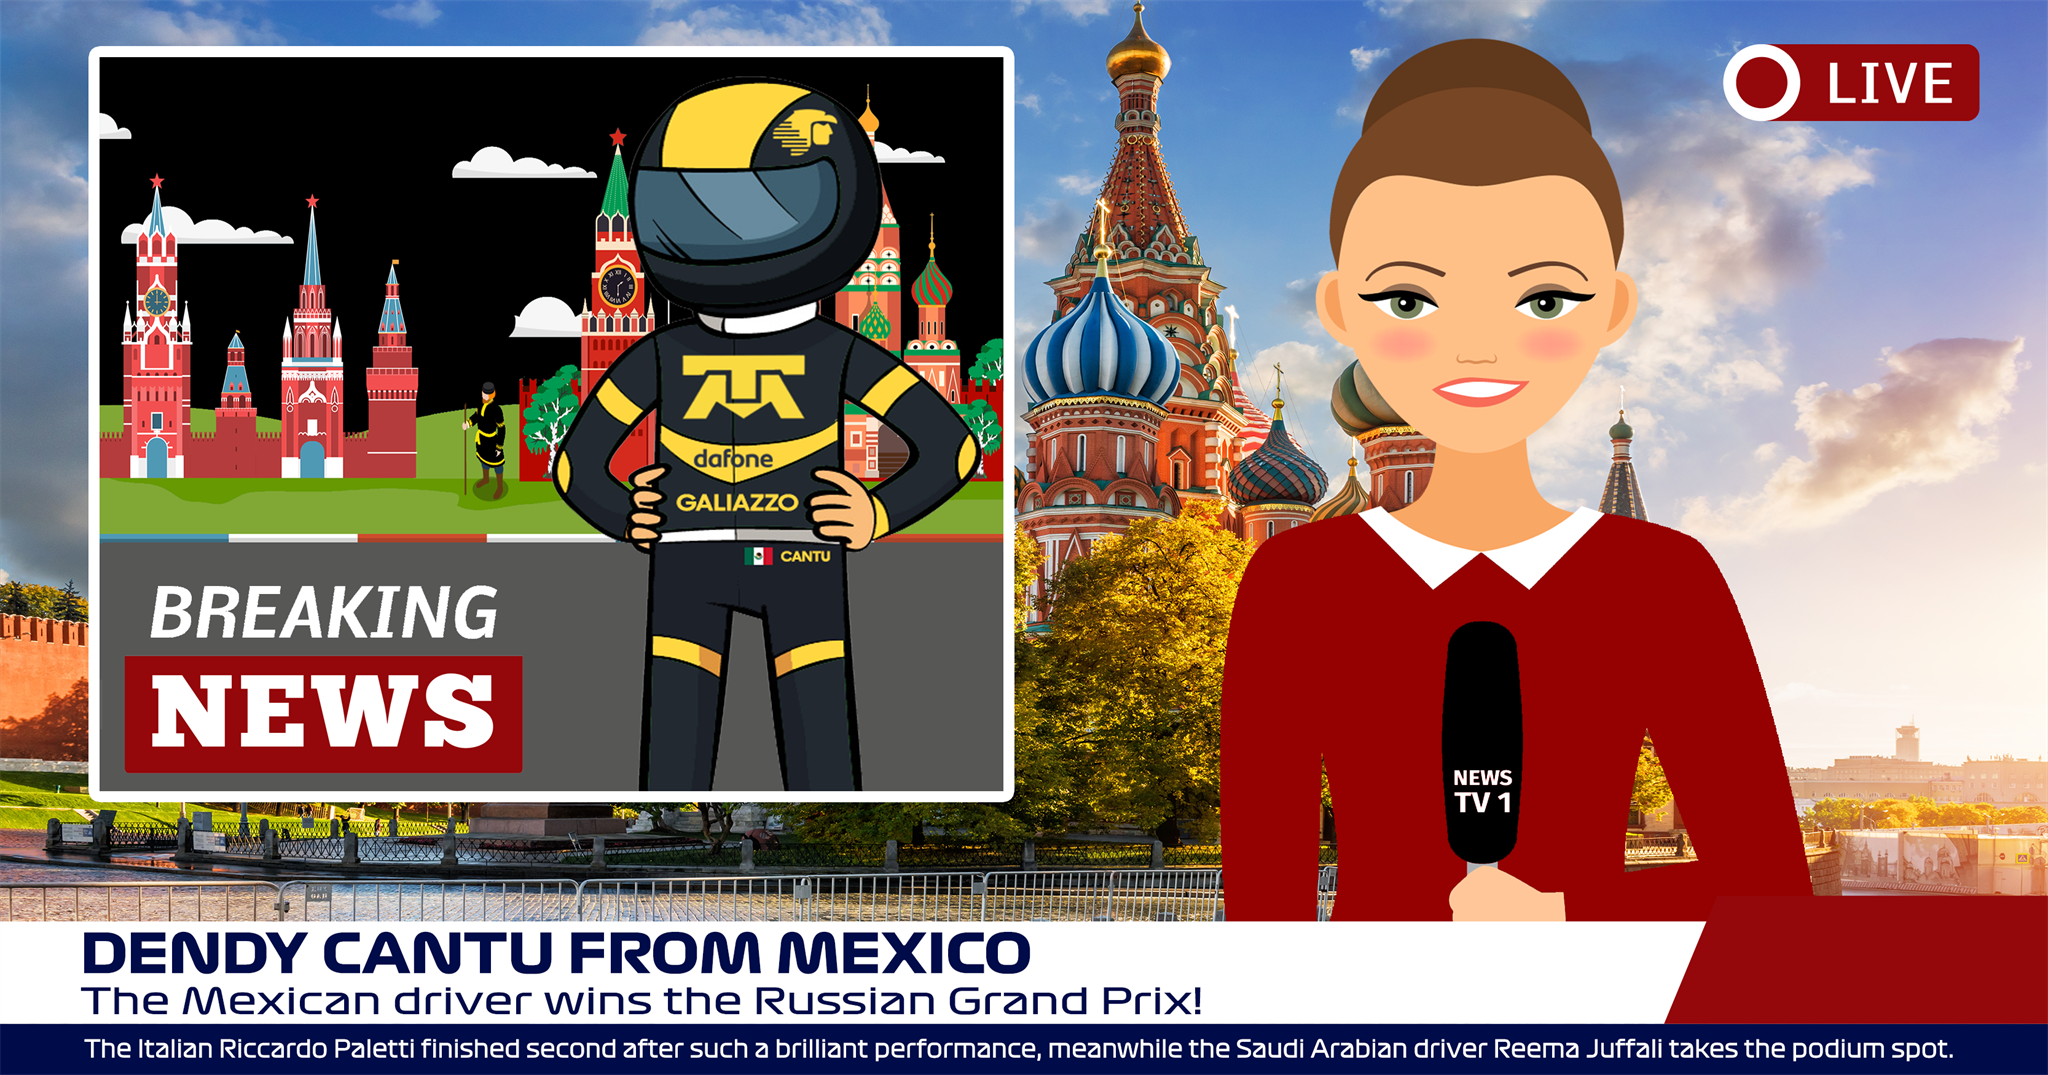 LIVE
dafone
GALIAZZO
CANTU
BREAKING
NEWS
NEWS
TV 1
DENDY CANTU FROM MEXICO
The Mexican driver wins the Russian Grand Prix!
The Italian Riccardo Paletti finished second after such a brilliant performance, meanwhile the Saudi Arabian driver Reema Juffali takes the podium spot.